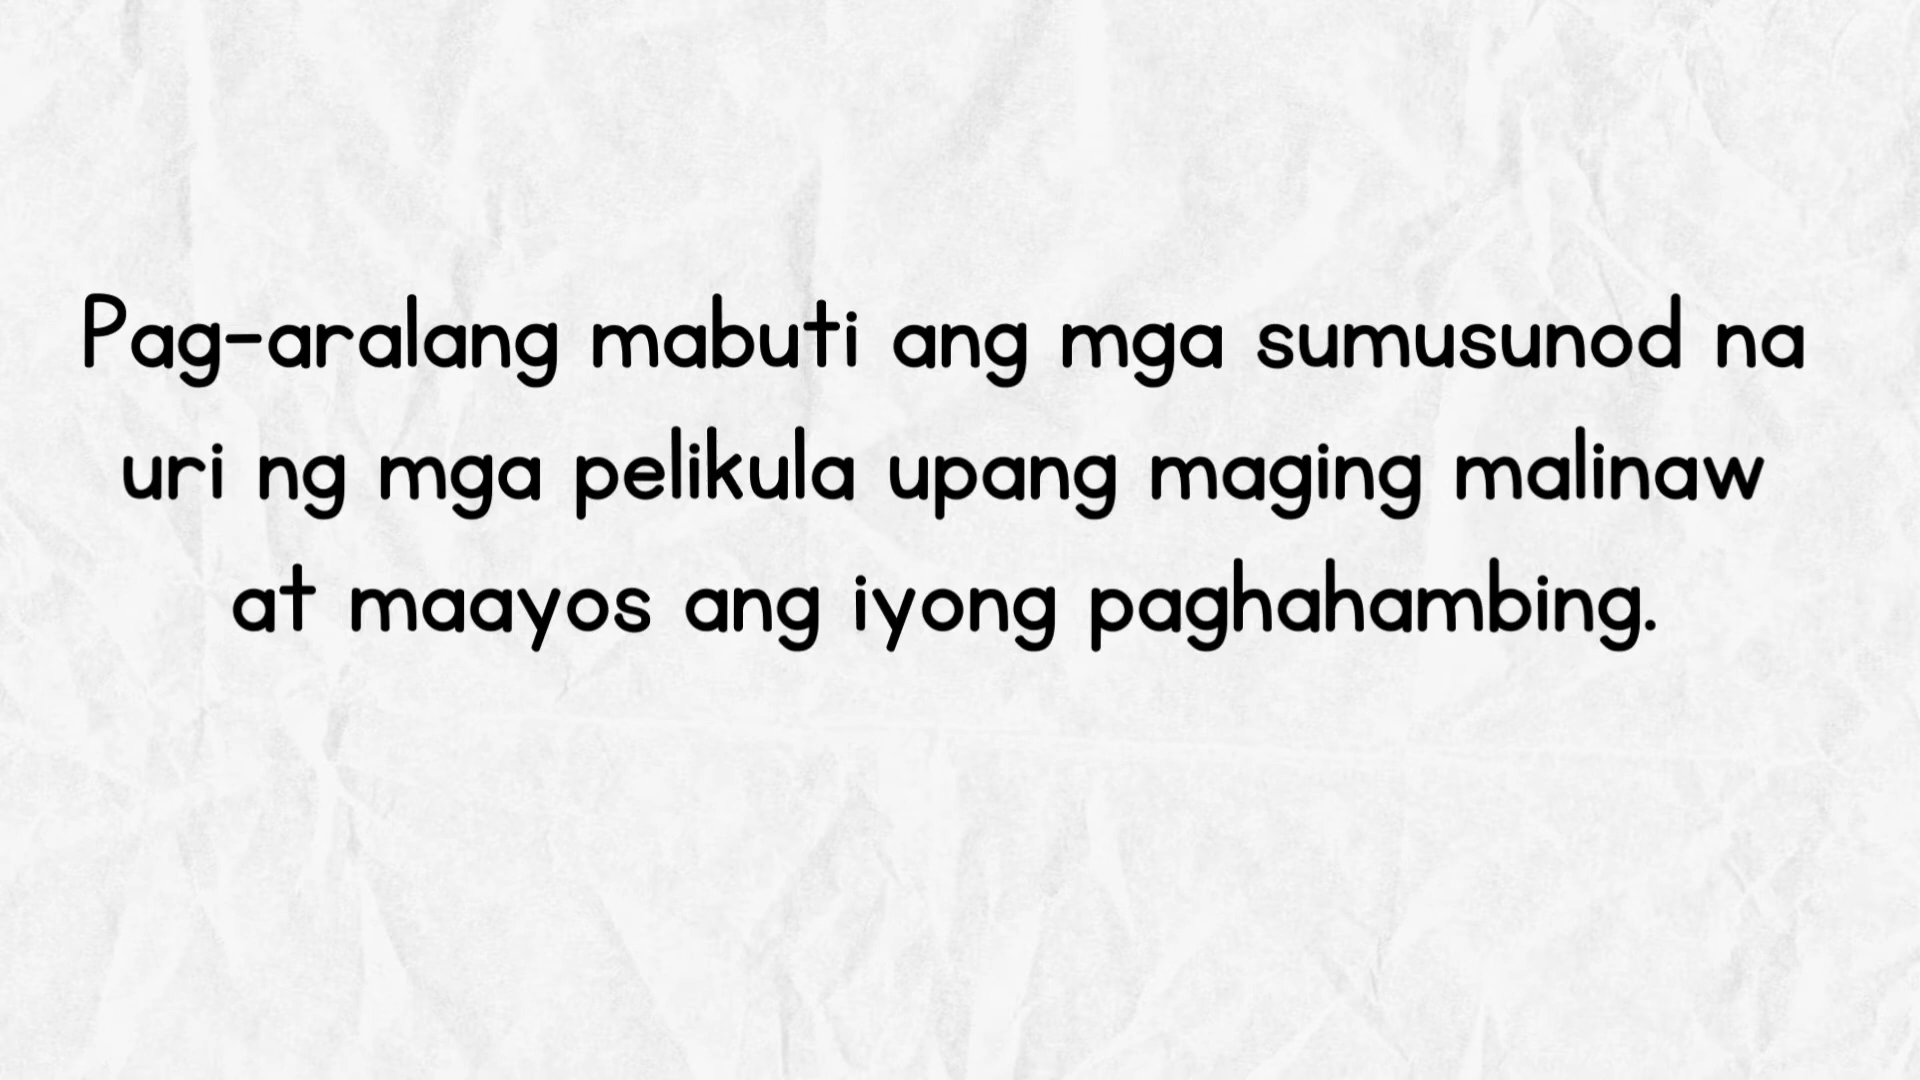 Pag-aralang mabuti ang mga sumusunod na
uri ng mga pelikula upang maging malinaw
at maayos ang iyong paghahambing.